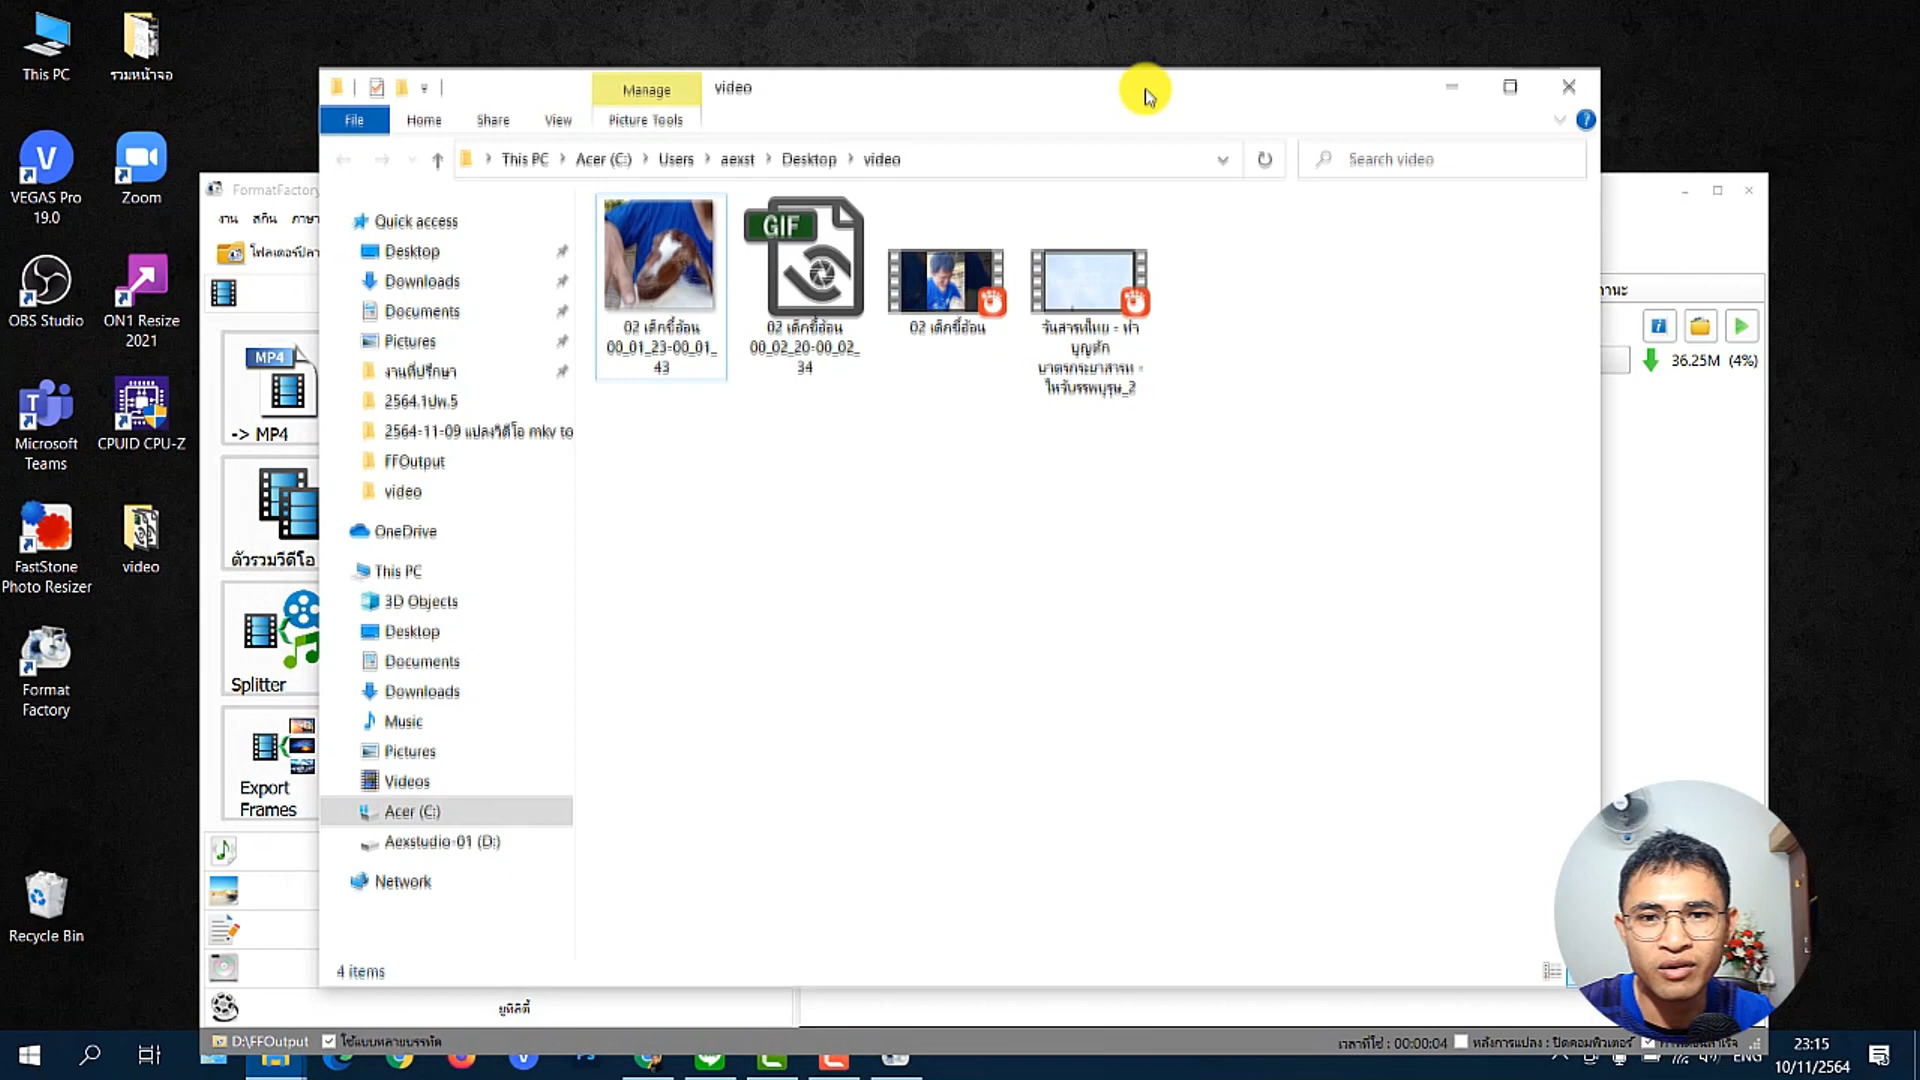 This PC
รวมหน้าจอ
VEGAS Pro
19.0
Zoom
OBS Studio
ON1 Resize
2021
Microsoft
Teams
CPUID CPU-Z
FastStone
Photo Resizer
video
Format
Factory
Recycle Bin
Manage
video
File
Home
Share
View
Picture Tools
This PC
Acer (C:)
Users
aexst
Desktop
video
Search video
Quick access
Desktop
Downloads
Documents
Pictures
งานที่ปรึกษา
2564.1ปพ.5
2564-11-09 แปลงวิดีโอ mkv to
FFOutput
video
OneDrive
This PC
3D Objects
Desktop
Documents
Downloads
Music
Pictures
Videos
Acer (C:)
Aexstudio-01 (D:)
Network
02 เด็กขี้อ้อน
00_01_23-00_01_
43
GIF
02 เด็กขี้อ้อน
00_02_20-00_02_
34
02 เด็กขี้อ้อน
วันสารทไทย - ทำ
บุญตัก
บาตรกระยาสารท -
ไหว้บรรพบุรุษ_2
4 items
FormatFactory
งาน
สกิน
ภาษา
โฟลเดอร์ปลา
MP4
-> MP4
ตัวรวมวีดีโอ
Splitter
Export
Frames
ยูทิลิตี้
36.25M (4%)
D:\FFOutput
ใช้แบบหลายบรรทัด
เวลาที่ใช้ : 00:00:04
หลังการแปลง : ปิดคอมพิวเตอร์
ENG
23:15
10/11/2564